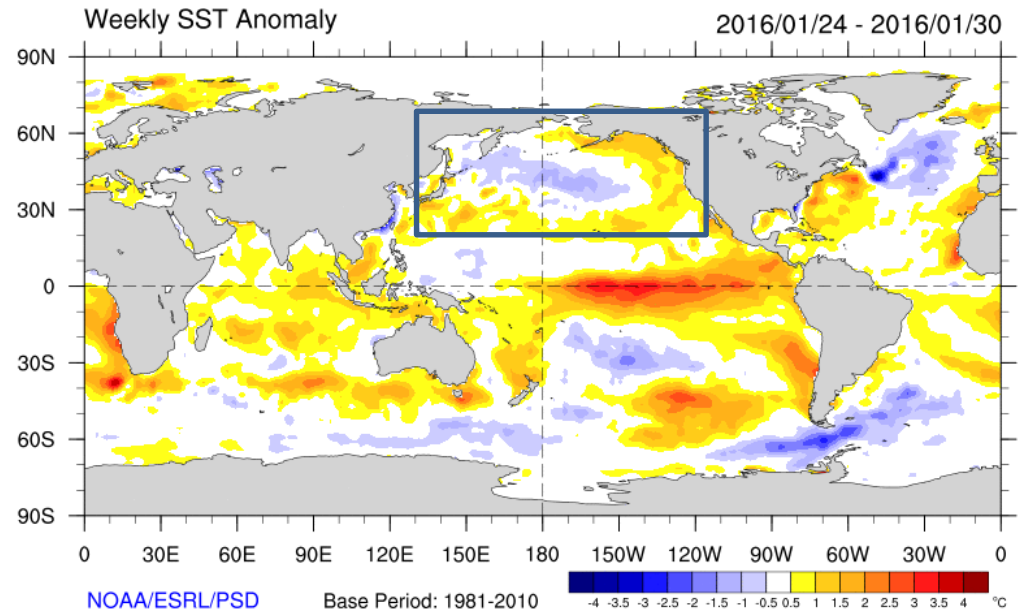 Weekly SST Anomaly 2016/01/24 - 2016/01/30
90N
60N
30N
0
30S
60S
90S
0 30E 60E 90E 120E 150E 180 150W 120W 90W 60W 30W 0
NOAA/ESRL/PSD Base Period: 1981-2010 -4 -3.5 -3 -2.5 -2 -1.5 -1 -0.5 0.5 1 1.5 2 2.5 3 3.5 4 °C